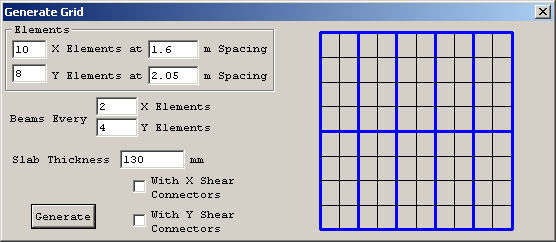 Generate Grid
Elements
10 X Elements at 1.6 m Spacing
8 Y Elements at 2.05 m Spacing
Beams Every
2 X Elements
4 Y Elements
Slab Thickness 130 mm
With X Shear
Connectors
Generate
With Y Shear
Connectors